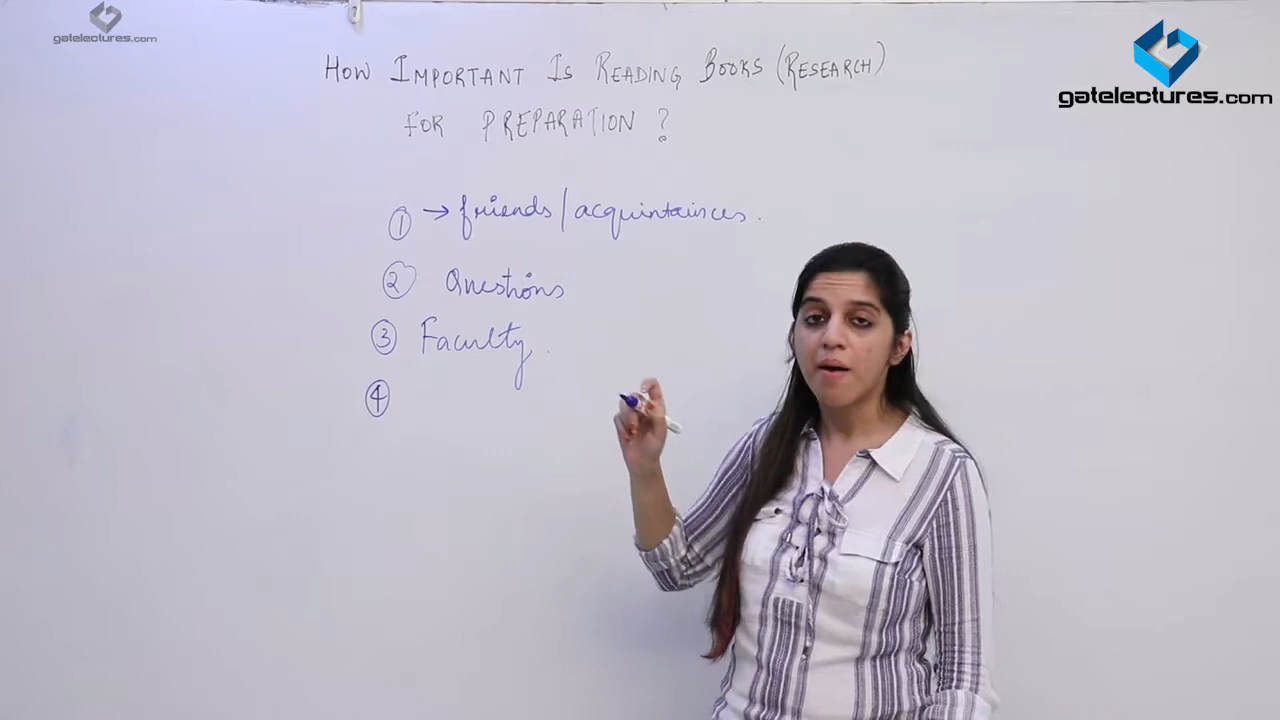 gatelectures.com
gatelectures.com
HOW IMPORTANT IS READING BOOKS (RESEARCH)
FOR PREPARATION ?
① → friends / acquintainces.
② Questions
③ Faculty.
④